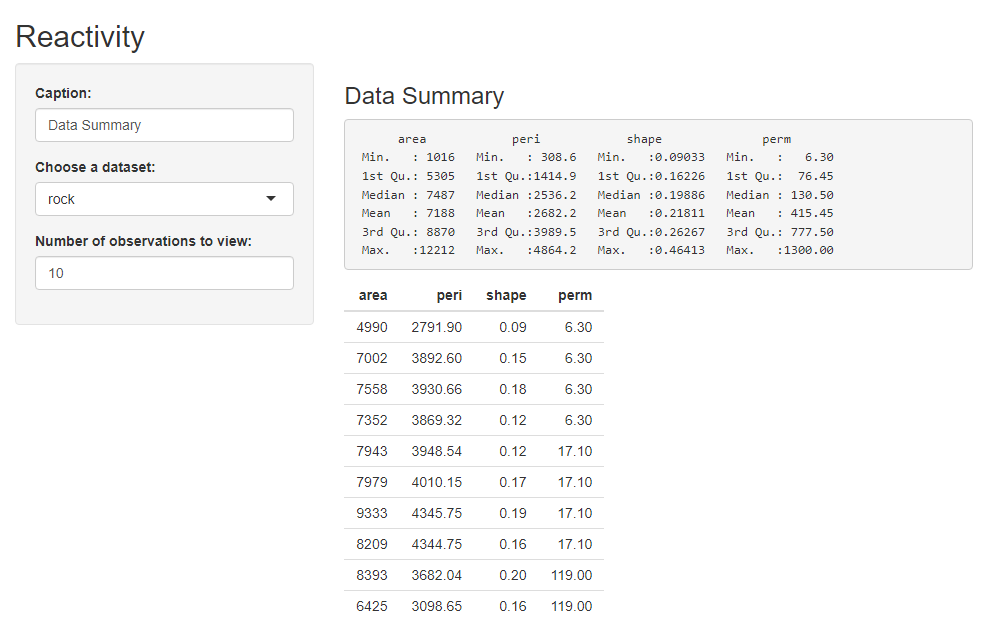 Reactivity
Caption:
Data Summary
Choose a dataset:
rock
Number of observations to view:
10
Data Summary
area peri shape perm
Min. : 1016 Min. : 308.6 Min. :0.09033 Min. : 6.30
1st Qu.: 5305 1st Qu.:1414.9 1st Qu.:0.16226 1st Qu.: 76.45
Median : 7487 Median :2536.2 Median :0.19886 Median : 130.50
Mean : 7188 Mean :2682.2 Mean :0.21811 Mean : 415.45
3rd Qu.: 8870 3rd Qu.:3989.5 3rd Qu.:0.26267 3rd Qu.: 777.50
Max. :12212 Max. :4864.2 Max. :0.46413 Max. :1300.00
area peri shape perm
4990 2791.90 0.09 6.30
7002 3892.60 0.15 6.30
7558 3930.66 0.18 6.30
7352 3869.32 0.12 6.30
7943 3948.54 0.12 17.10
7979 4010.15 0.17 17.10
9333 4345.75 0.19 17.10
8209 4344.75 0.16 17.10
8393 3682.04 0.20 119.00
6425 3098.65 0.16 119.00